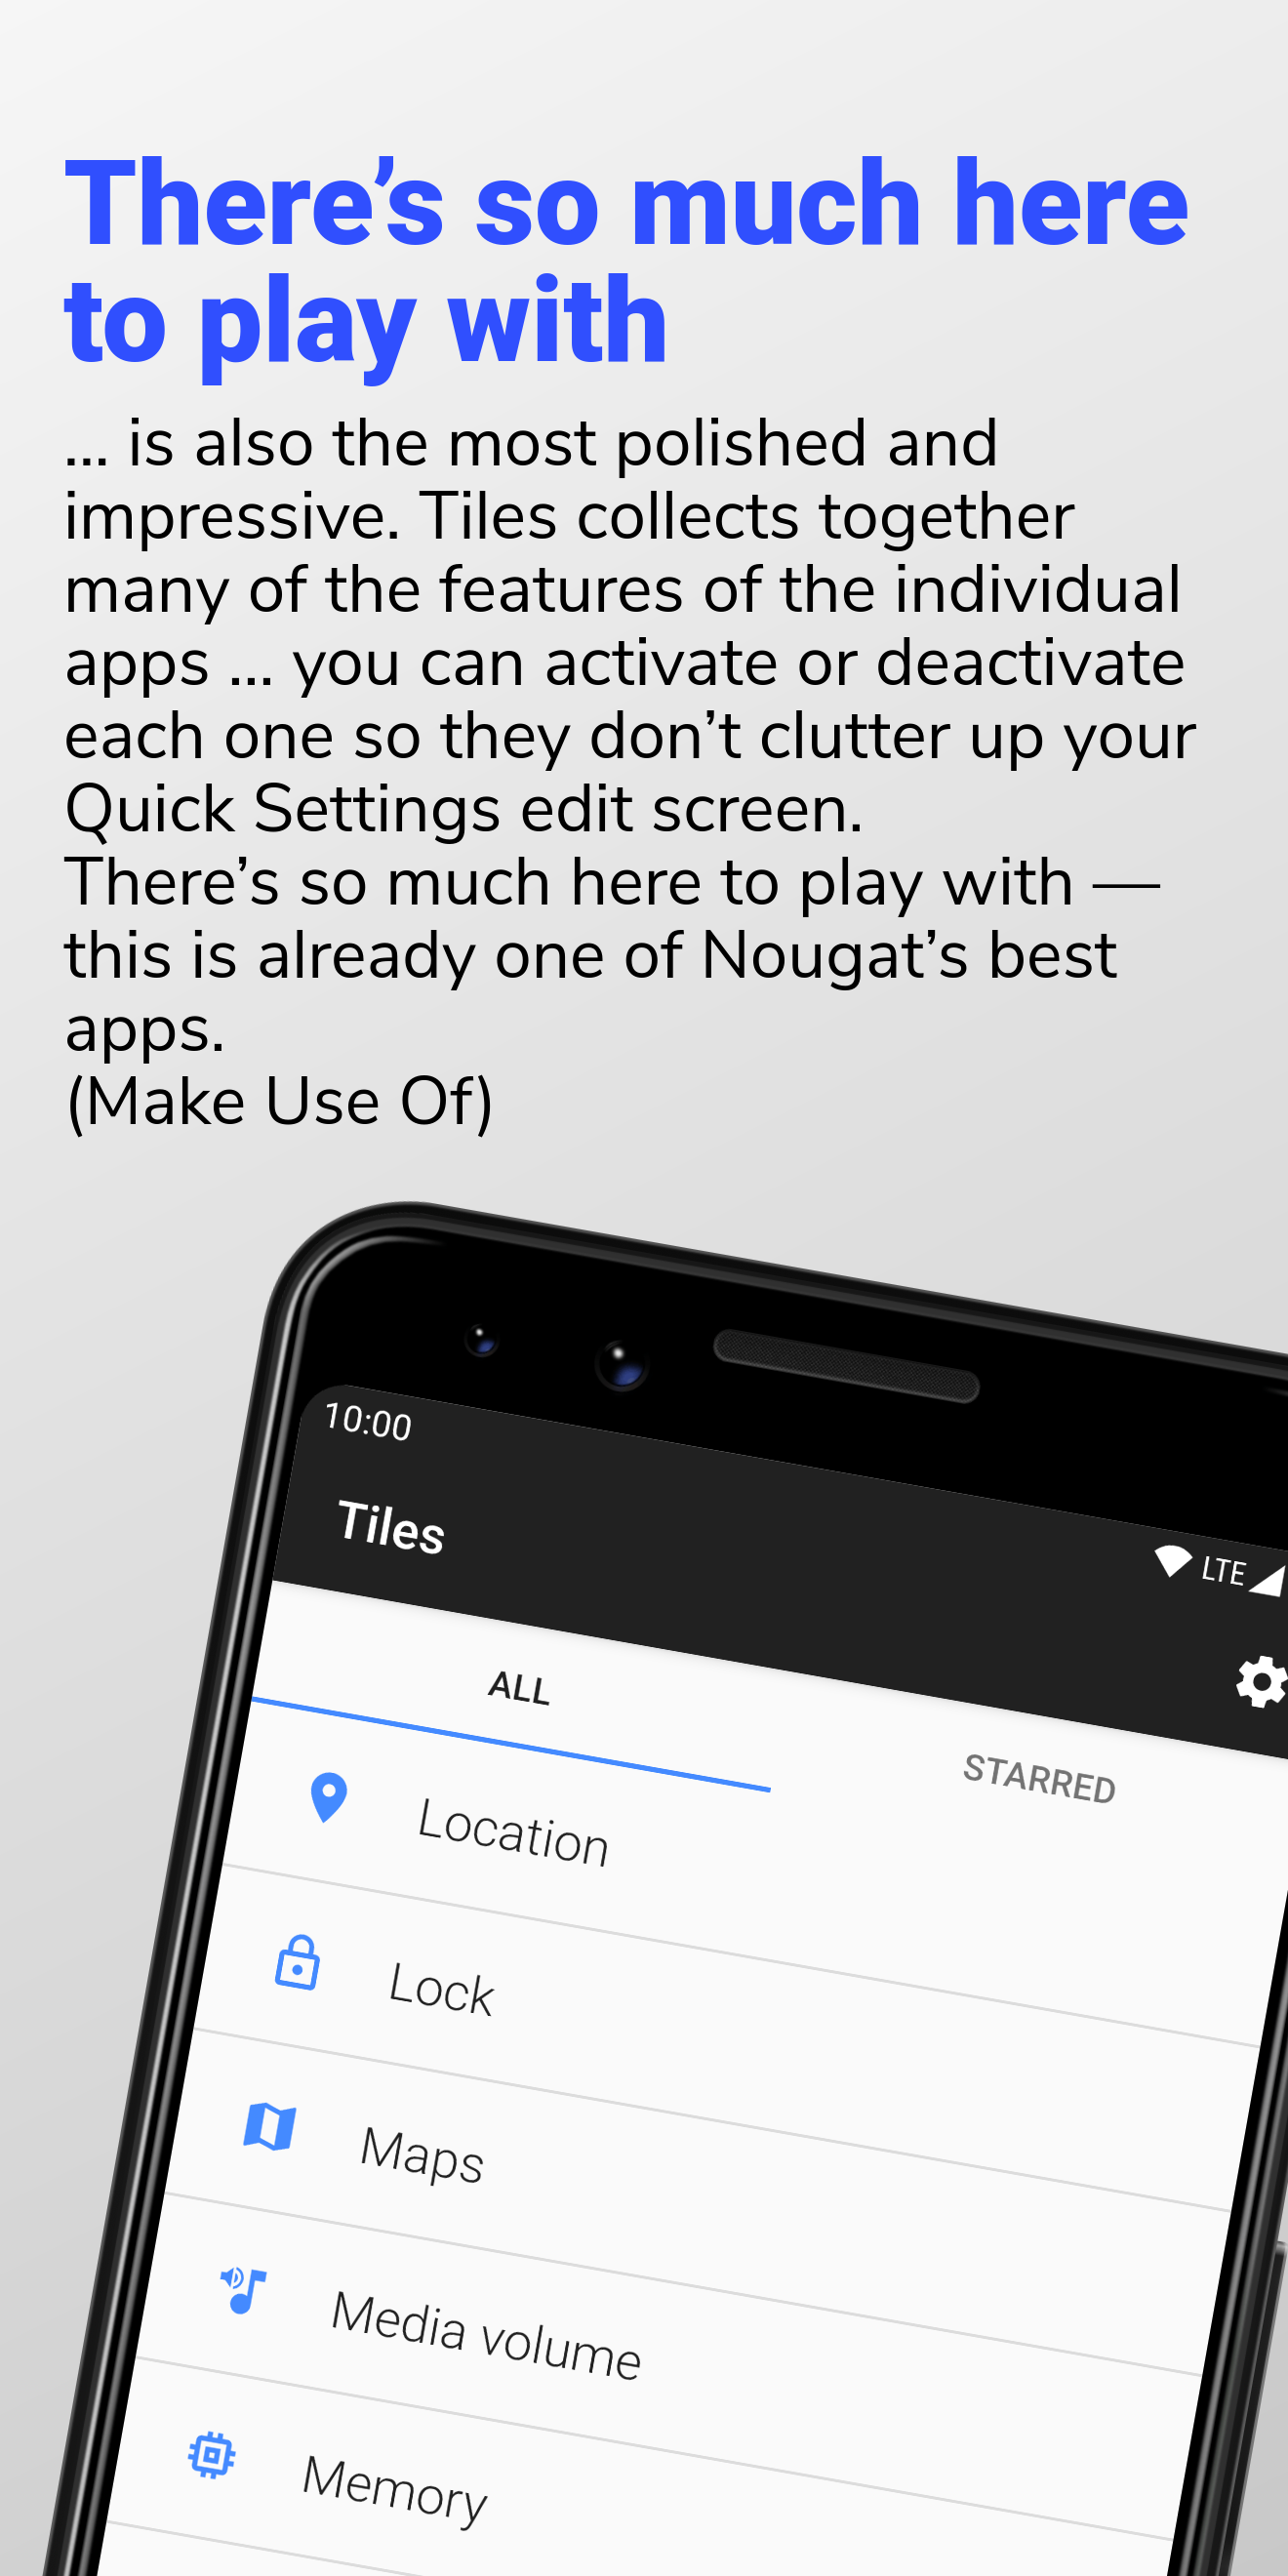 There’s so much here
to play with
... is also the most polished and
impressive. Tiles collects together
many of the features of the individual
apps ... you can activate or deactivate
each one so they don’t clutter up your
Quick Settings edit screen.
There’s so much here to play with —
this is already one of Nougat’s best
apps.
(Make Use Of)
10:00
LTE
Tiles
ALL
STARRED
Location
Lock
Maps
Media volume
Memory